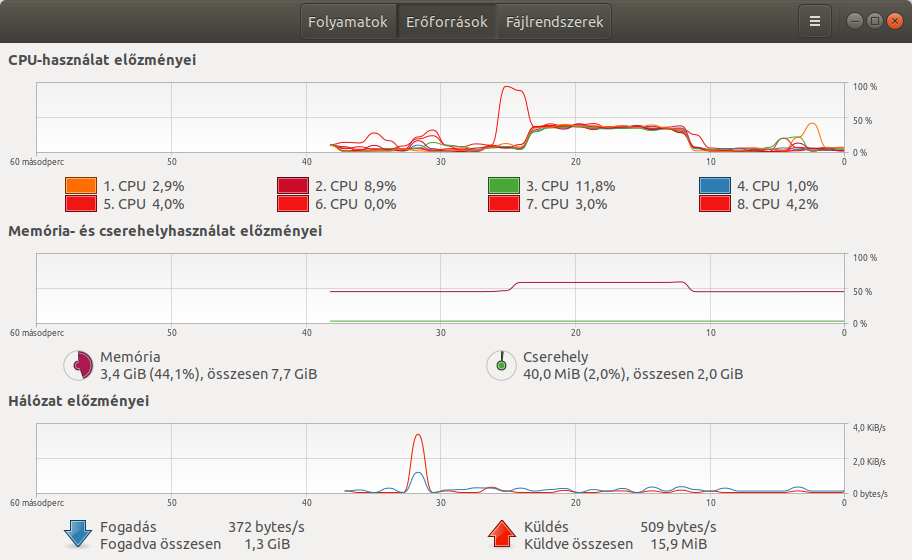 Folyamatok Erőforrások Fájlrendszerek
CPU-használat előzményei
100 %
50 %
0 %
60 másodperc 50 40 30 20 10 0
1. CPU 2,9% 2. CPU 8,9% 3. CPU 11,8% 4. CPU 1,0%
5. CPU 4,0% 6. CPU 0,0% 7. CPU 3,0% 8. CPU 4,2%
Memória- és cserehelyhasználat előzményei
100 %
50 %
0 %
60 másodperc 50 40 30 20 10 0
Memória Cserehely
3,4 GiB (44,1%), összesen 7,7 GiB 40,0 MiB (2,0%), összesen 2,0 GiB
Hálózat előzményei
4,0 KiB/s
2,0 KiB/s
0 bytes/s
60 másodperc 50 40 30 20 10 0
Fogadás 372 bytes/s Küldés 509 bytes/s
Fogadva összesen 1,3 GiB Küldve összesen 15,9 MiB